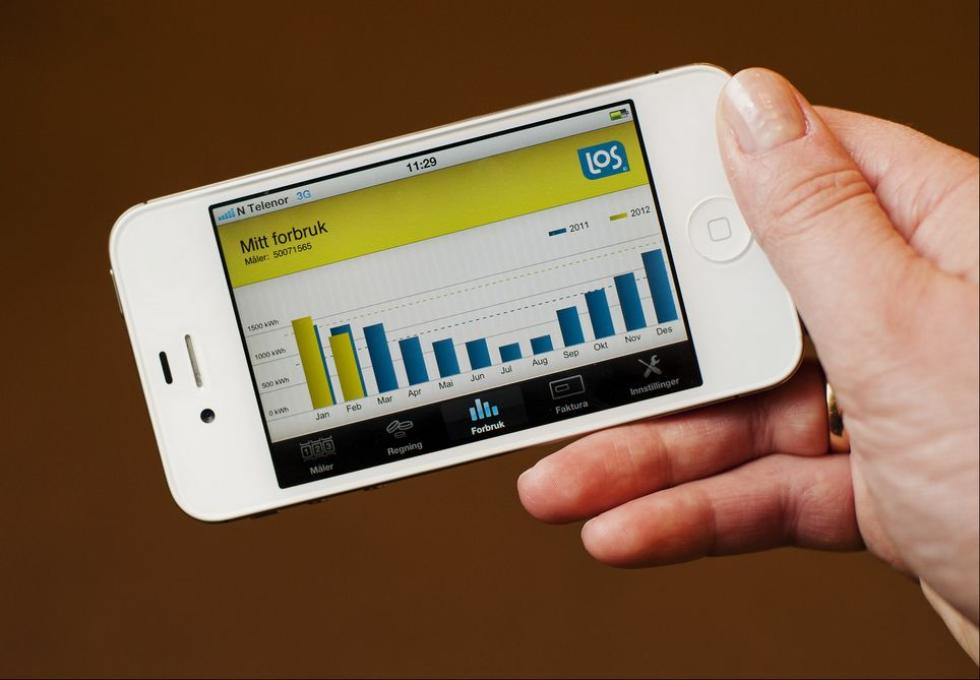 N Telenor 3G
11:29
LOS
Mitt forbruk
Måler: 50071565
2011
2012
1500 kWh
1000 kWh
500 kWh
0 kWh
Jan Feb Mar Apr Mai Jun Jul Aug Sep Okt Nov Des
123
Måler Regning Forbruk Faktura Innstillinger